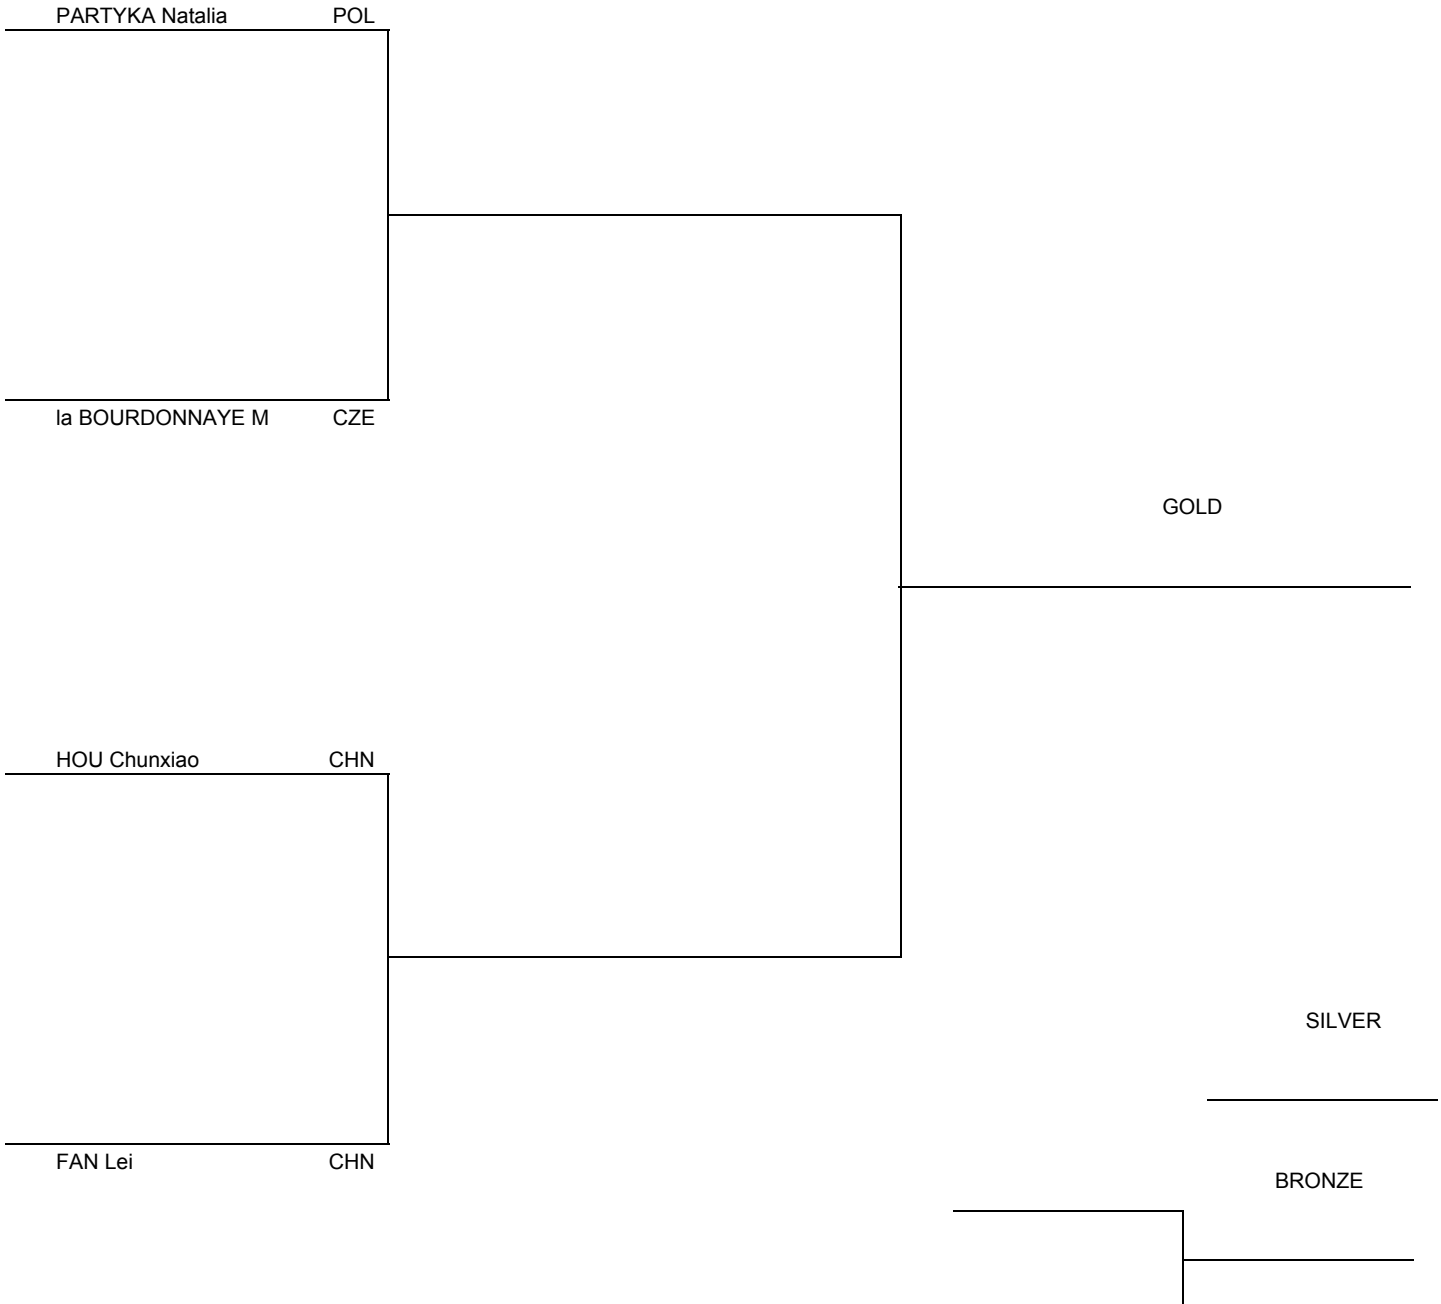 PARTYKA Natalia POL
la BOURDONNAYE M CZE
GOLD
HOU Chunxiao CHN
SILVER
FAN Lei CHN
BRONZE